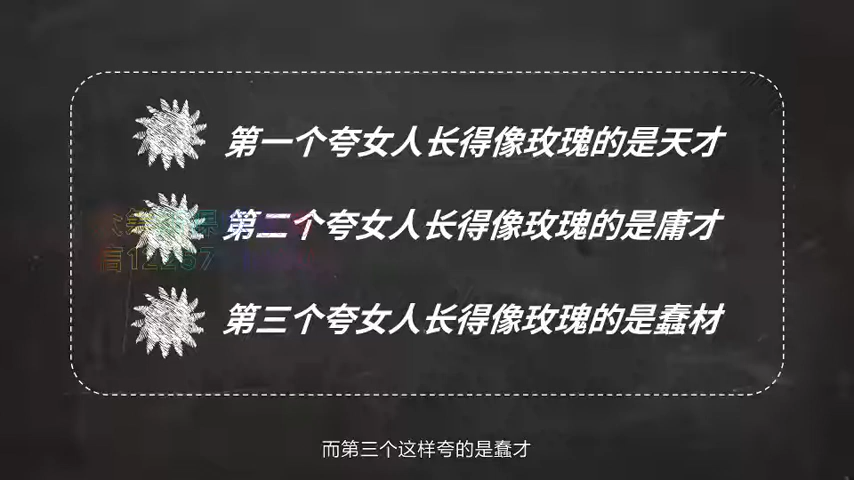 第一个夸女人长得像玫瑰的是天才
第二个夸女人长得像玫瑰的是庸才
第三个夸女人长得像玫瑰的是蠢材
而第三个这样夸的是蠢才